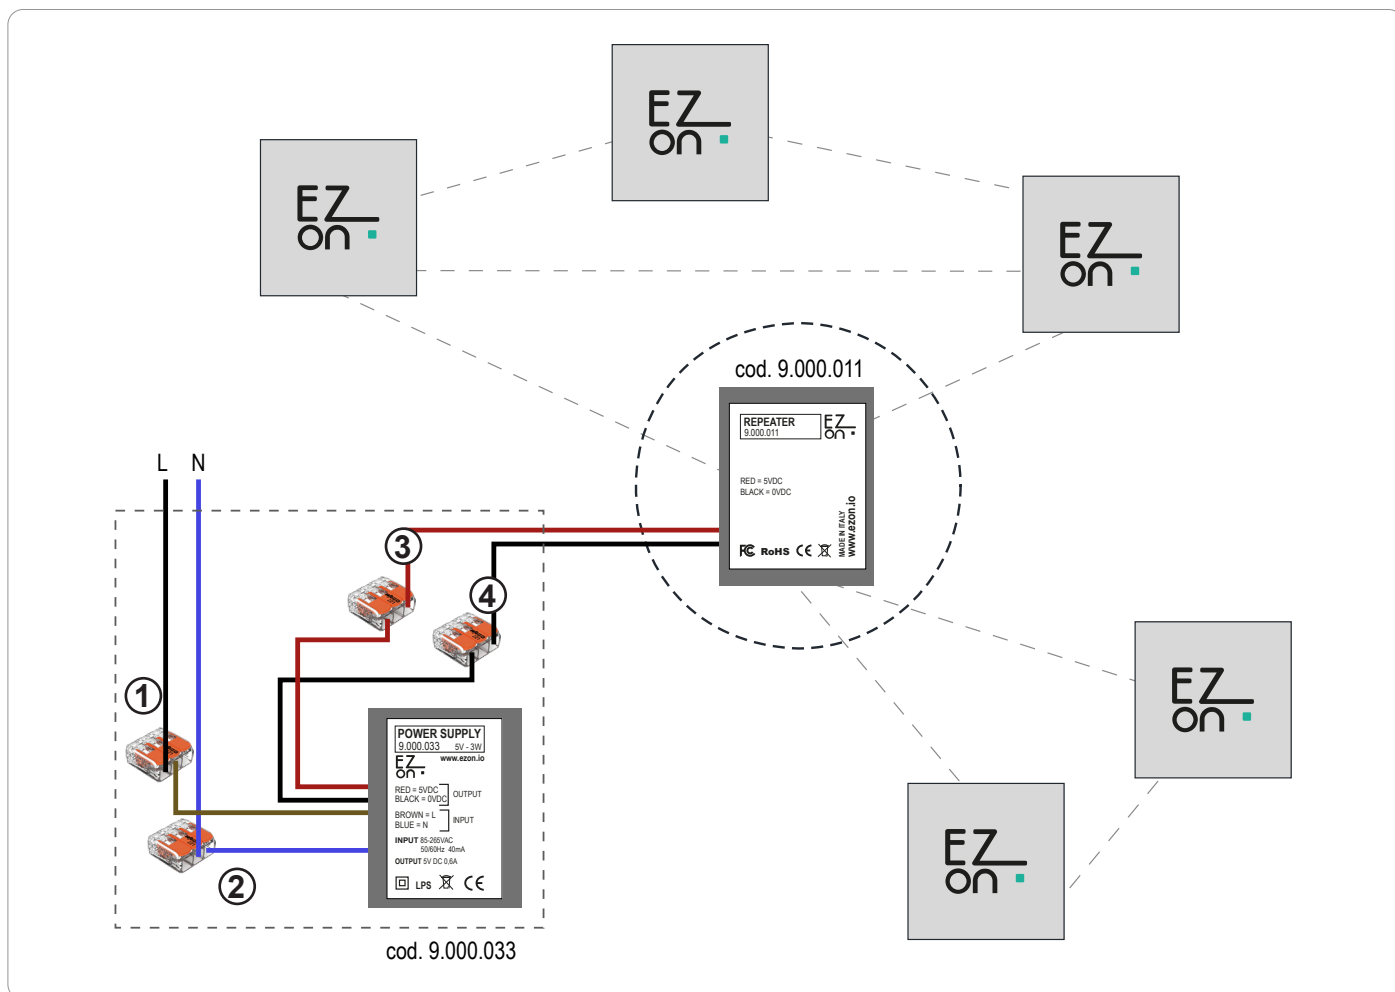 EZ
on
EZ
on
EZ
on
cod. 9.000.011
REPEATER
9.000.011
EZ
on
RED = 5VDC
BLACK = 0VDC
MADE IN ITALY
www.ezon.io
FC RoHS CE
L N
3
4
1
2
POWER SUPPLY
9.000.033 5V - 3W
www.ezon.io
EZ
on
RED = 5VDC
BLACK = 0VDC
OUTPUT
BROWN = L
BLUE = N
INPUT
INPUT 85-265VAC
50/60Hz 40mA
OUTPUT 5V DC 0,6A
LPS CE
cod. 9.000.033
EZ
on
EZ
on